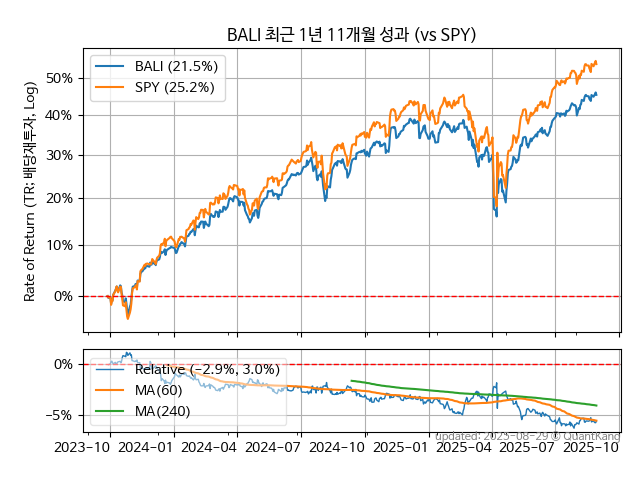 BALI 최근 1년 11개월 성과 (vs SPY)
BALI (21.5%)
SPY (25.2%)
Rate of Return (TR: 배당재투자, Log)
50%
40%
30%
20%
10%
0%
0%
−5%
Relative (−2.9%, 3.0%)
MA(60)
MA(240)
2023-10 2024-01 2024-04 2024-07 2024-10 2025-01 2025-04 2025-07 2025-10
updated: 2025-08-29 © QuantKang